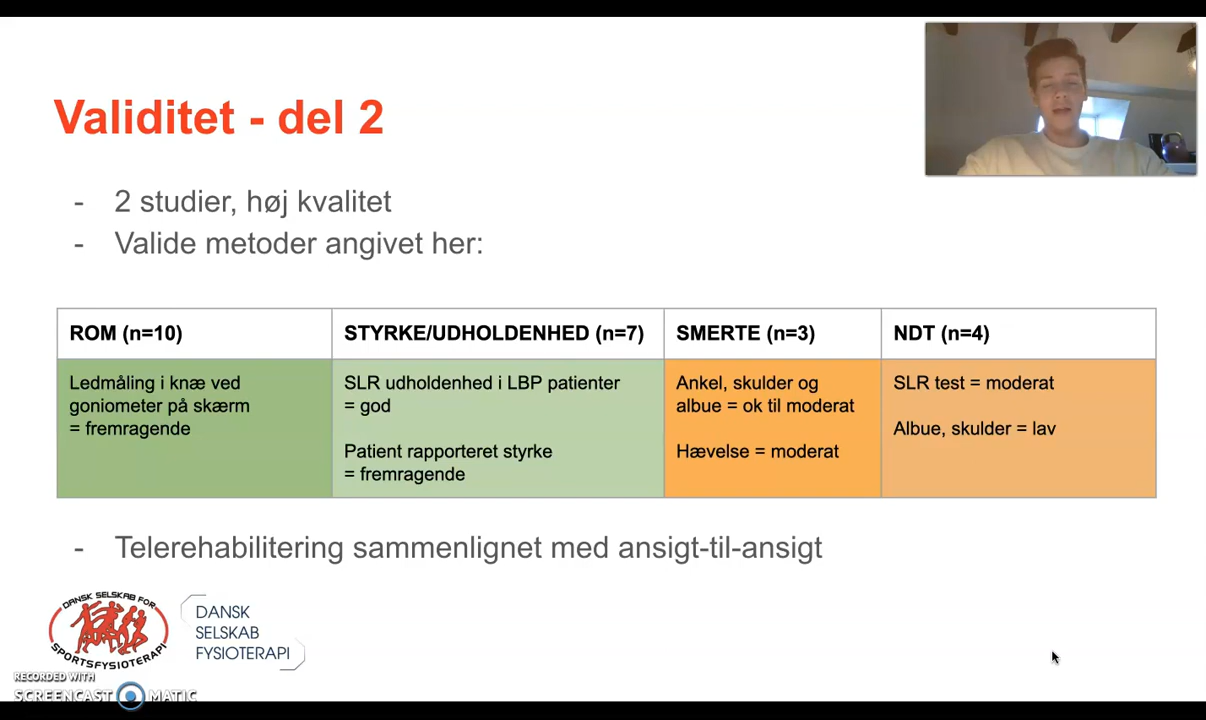 Validitet - del 2
- 2 studier, høj kvalitet
- Valide metoder angivet her:
ROM (n=10)
Ledmåling i knæ ved
goniometer på skærm
= fremragende
STYRKE/UDHOLDENHED (n=7)
SLR udholdenhed i LBP patienter
= god
Patient rapporteret styrke
= fremragende
SMERTE (n=3)
Ankel, skulder og
albue = ok til moderat
Hævelse = moderat
NDT (n=4)
SLR test = moderat
Albue, skulder = lav
- Telerehabilitering sammenlignet med ansigt-til-ansigt
DANSK SELSKAB FOR
SPORTSFYSIOTERAPI
DANSK
SELSKAB
FYSIOTERAPI
RECORDED WITH
SCREENCAST MATIC